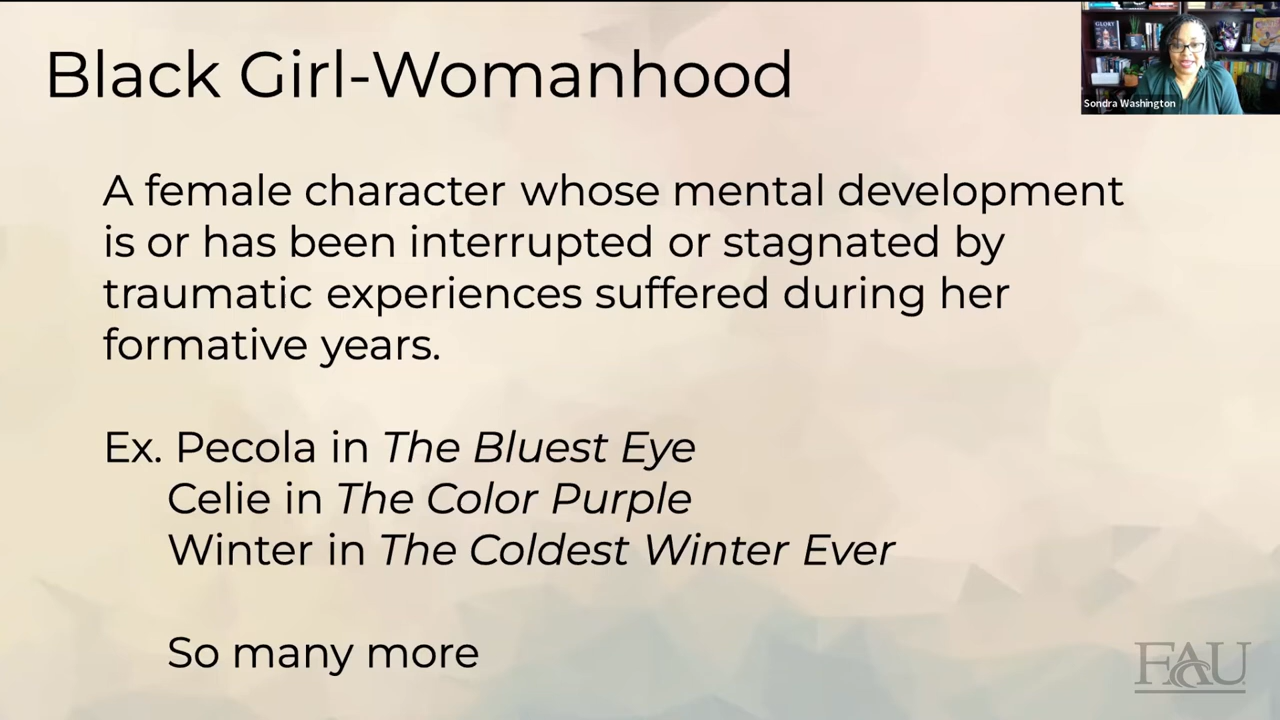 Black Girl-Womanhood
GLORY
Sondra Washington
A female character whose mental development
is or has been interrupted or stagnated by
traumatic experiences suffered during her
formative years.
Ex. Pecola in The Bluest Eye
Celie in The Color Purple
Winter in The Coldest Winter Ever
So many more
FAU